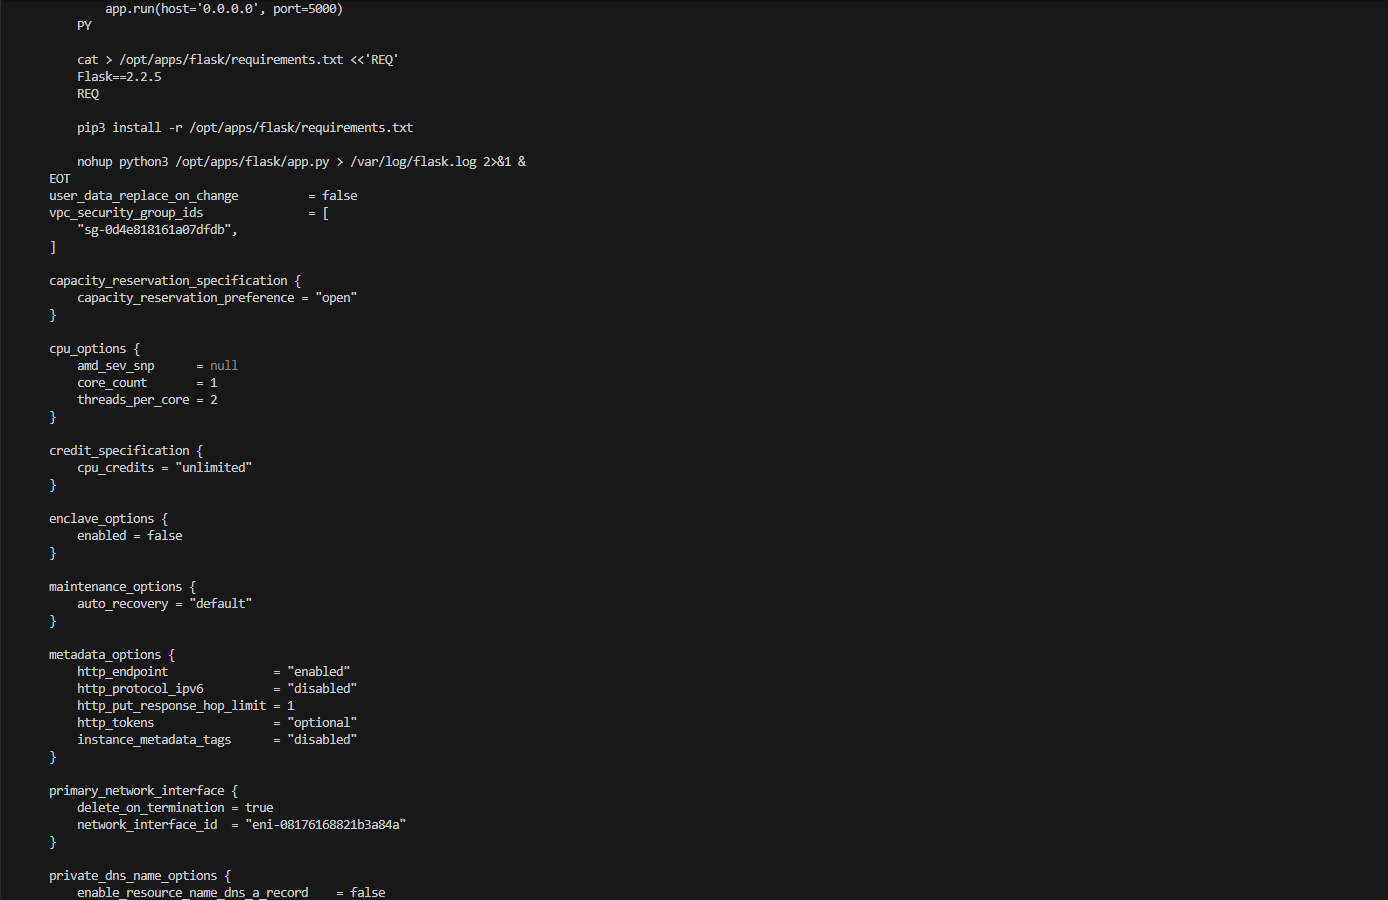 app.run(host='0.0.0.0', port=5000)
PY
cat > /opt/apps/flask/requirements.txt <<'REQ'
Flask==2.2.5
REQ
pip3 install -r /opt/apps/flask/requirements.txt
nohup python3 /opt/apps/flask/app.py > /var/log/flask.log 2>&1 &
EOT
user_data_replace_on_change = false
vpc_security_group_ids = [
"sg-0d4e818161a07dfdb",
]
capacity_reservation_specification {
capacity_reservation_preference = "open"
}
cpu_options {
amd_sev_snp = null
core_count = 1
threads_per_core = 2
}
credit_specification {
cpu_credits = "unlimited"
}
enclave_options {
enabled = false
}
maintenance_options {
auto_recovery = "default"
}
metadata_options {
http_endpoint = "enabled"
http_protocol_ipv6 = "disabled"
http_put_response_hop_limit = 1
http_tokens = "optional"
instance_metadata_tags = "disabled"
}
primary_network_interface {
delete_on_termination = true
network_interface_id = "eni-08176168821b3a84a"
}
private_dns_name_options {
enable_resource_name_dns_a_record = false